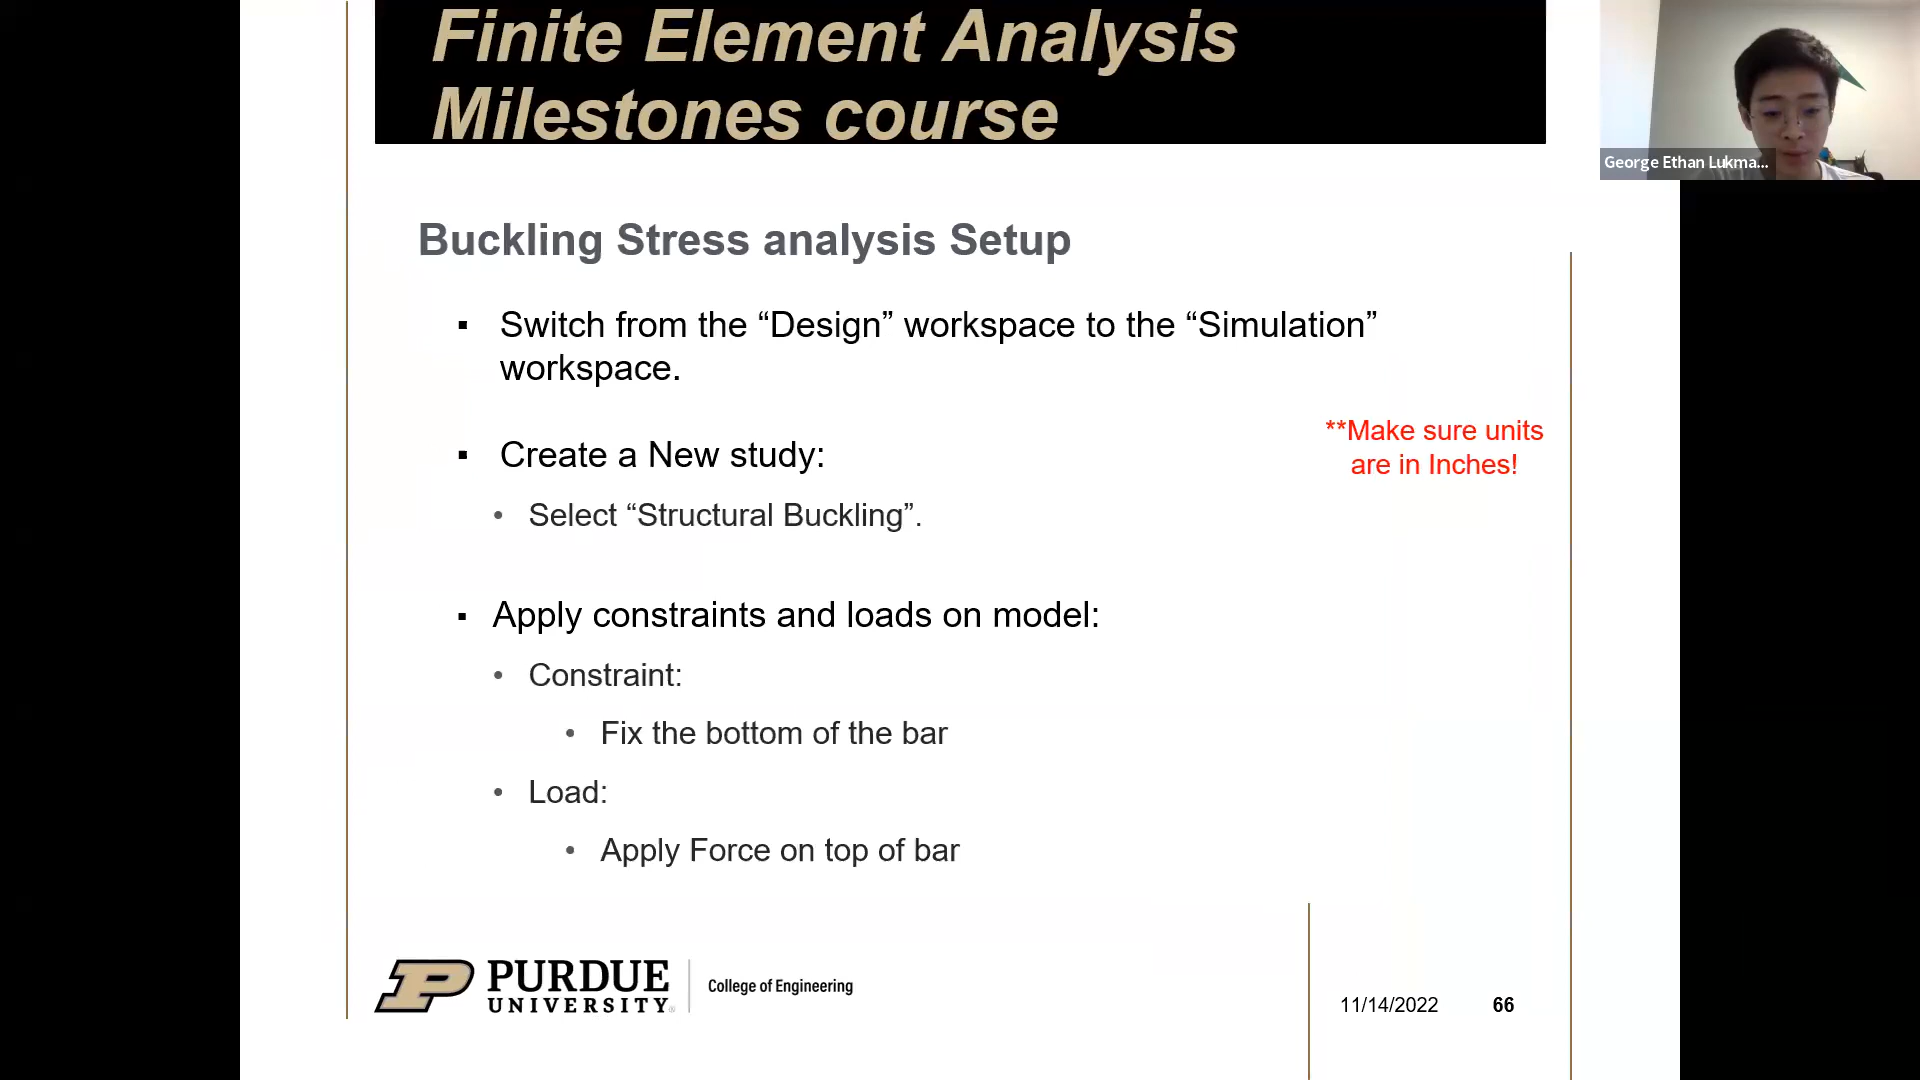 Finite Element Analysis
Milestones course
George Ethan Lukma...
Buckling Stress analysis Setup
▪ Switch from the “Design” workspace to the “Simulation”
workspace.
**Make sure units
are in Inches!
▪ Create a New study:
• Select “Structural Buckling”.
▪ Apply constraints and loads on model:
• Constraint:
• Fix the bottom of the bar
• Load:
• Apply Force on top of bar
PURDUE
UNIVERSITY®
College of Engineering
11/14/2022 66